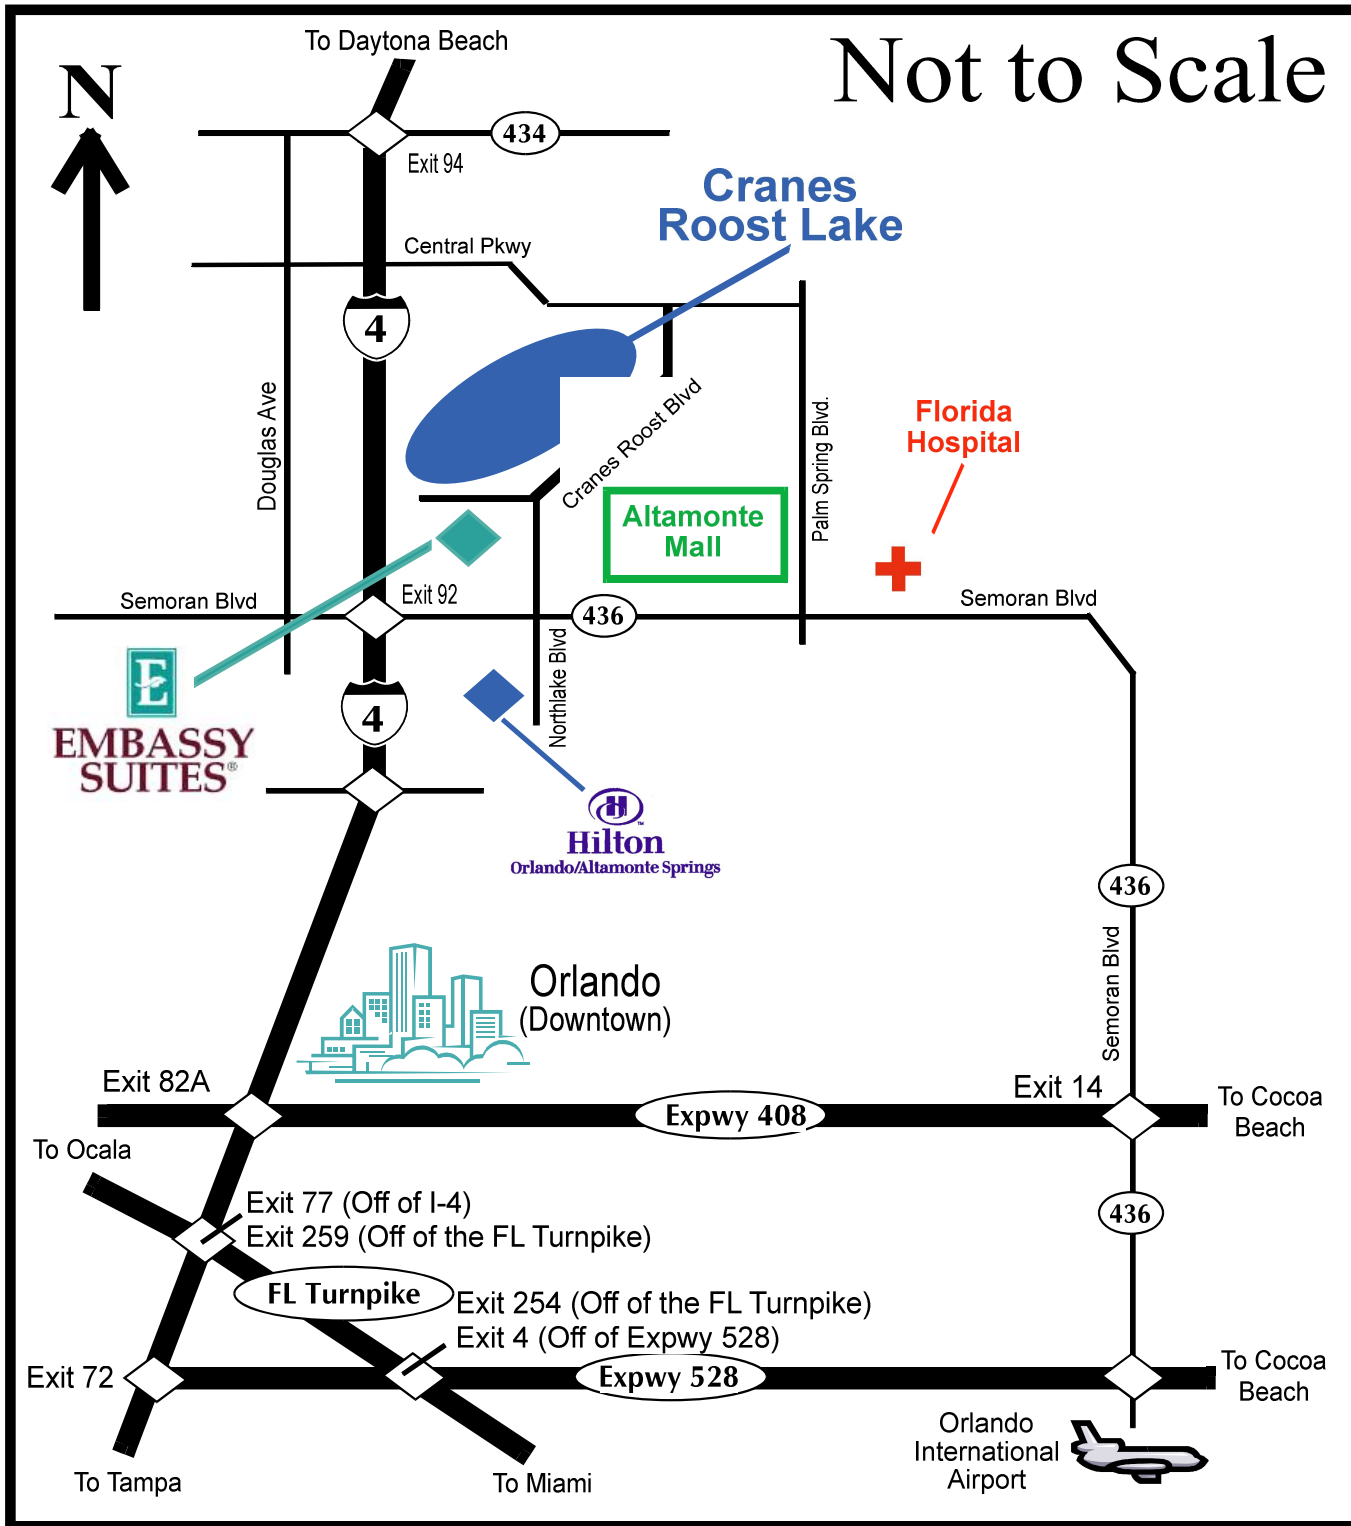 To Daytona Beach
Not to Scale
N
434
Exit 94
Cranes
Roost Lake
Central Pkwy
4
Douglas Ave
Cranes Roost Blvd
Palm Spring Blvd.
Florida
Hospital
Altamonte
Mall
Semoran Blvd
Exit 92
436
Semoran Blvd
E
EMBASSY
SUITES®
4
Northlake Blvd
H
™
Hilton
Orlando/Altamonte Springs
436
Semoran Blvd
Orlando
(Downtown)
Exit 82A
Exit 14
Expwy 408
To Cocoa
Beach
To Ocala
Exit 77 (Off of I-4)
Exit 259 (Off of the FL Turnpike)
436
FL Turnpike
Exit 254 (Off of the FL Turnpike)
Exit 4 (Off of Expwy 528)
Exit 72
Expwy 528
To Cocoa
Beach
Orlando
International
Airport
To Tampa
To Miami